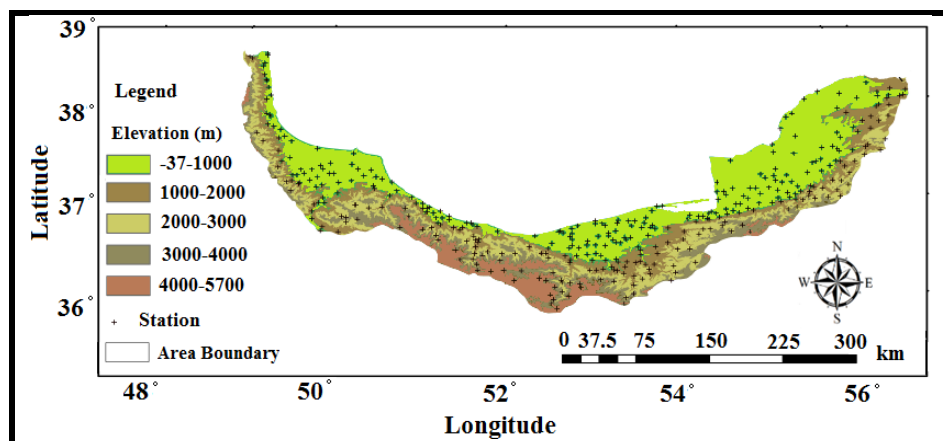 39°
38°
37°
36°
Latitude
Legend
Elevation (m)
-37-1000
1000-2000
2000-3000
3000-4000
4000-5700
Station
Area Boundary
N
W E
S
0 37.5 75 150 225 300
km
48° 50° 52° 54° 56°
Longitude